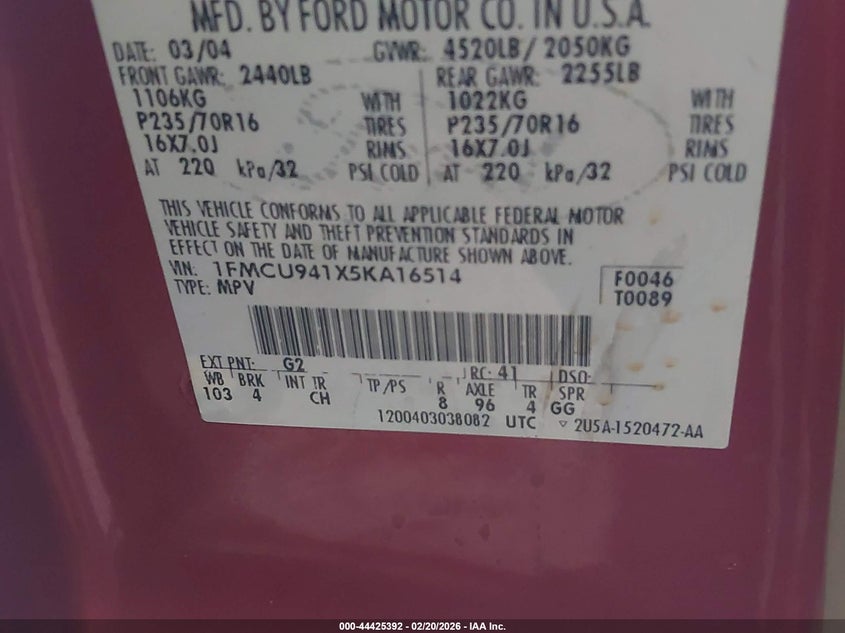 MFD. BY FORD MOTOR CO. IN U.S.A.
DATE: 03/04 GVWR: 4520LB/ 2050KG
FRONT GAWR: 2440LB REAR GAWR: 2255LB
1106KG WITH 1022KG WITH
P235/70R16 TIRES P235/70R16 TIRES
16X7.0J RIMS 16X7.0J RIMS
AT 220 kPa/32 PSI COLD AT 220 kPa/32 PSI COLD
THIS VEHICLE CONFORMS TO ALL APPLICABLE FEDERAL MOTOR
VEHICLE SAFETY AND THEFT PREVENTION STANDARDS IN
EFFECT ON THE DATE OF MANUFACTURE SHOWN ABOVE.
VIN: 1FMCU941X5KA16514 F0046
TYPE: MPV T0089
EXT PNT: G2 RC: 41 DSO:
WB BRK INT TR TP/PS R AXLE TR SPR
103 4 CH 8 96 4 GG
1200403038082 UTC ▽ 2U5A-1520472-AA
000-44425392 - 02/20/2026 - IAA Inc.